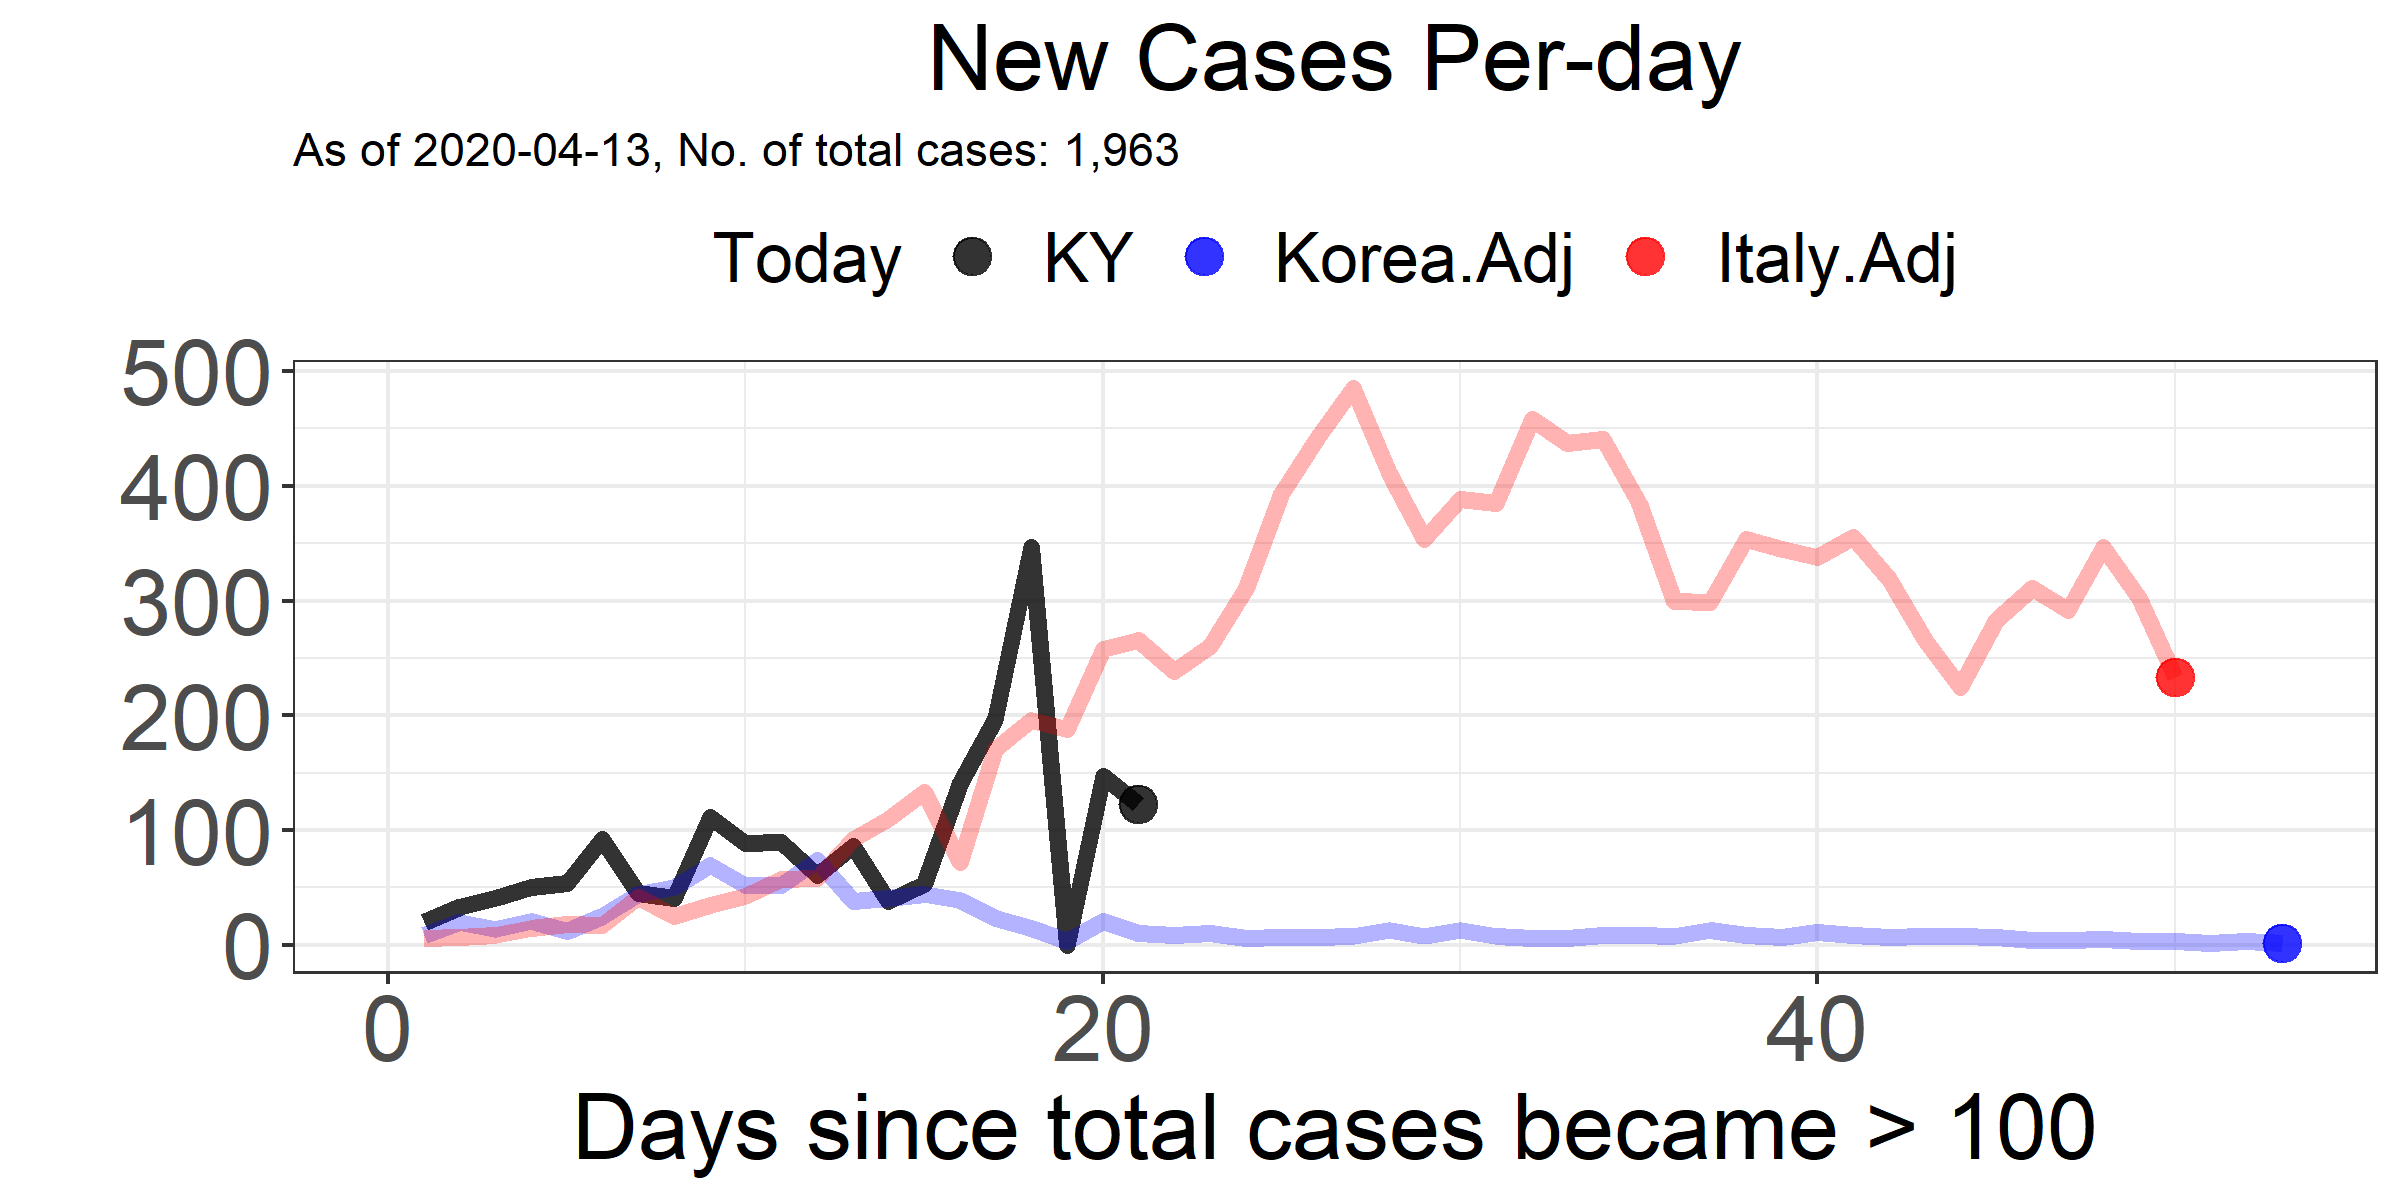 New Cases Per-day
As of 2020-04-13, No. of total cases: 1,963
Today KY Korea.Adj Italy.Adj
500
400
300
200
100
0
0 20 40
Days since total cases became > 100